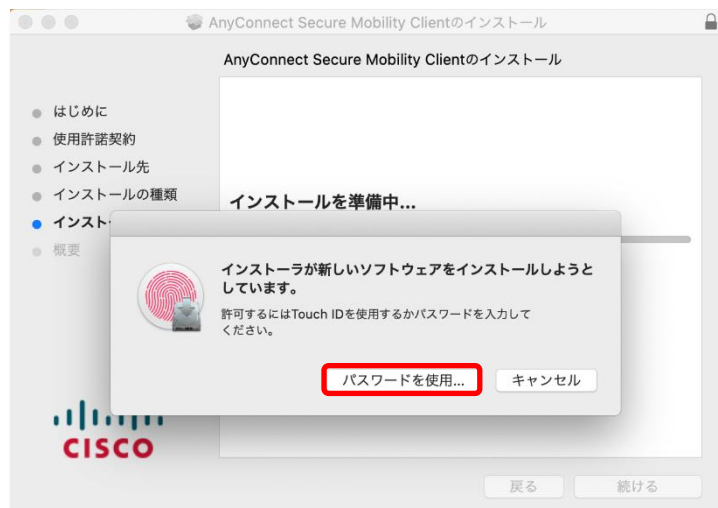 AnyConnect Secure Mobility Clientのインストール
AnyConnect Secure Mobility Clientのインストール
はじめに
使用許諾契約
インストール先
インストールの種類
インストールを準備中...
インスト
概要
インストーラが新しいソフトウェアをインストールしようと
しています。
許可するにはTouch IDを使用するかパスワードを入力して
ください。
パスワードを使用...
キャンセル
CISCO
戻る
続ける